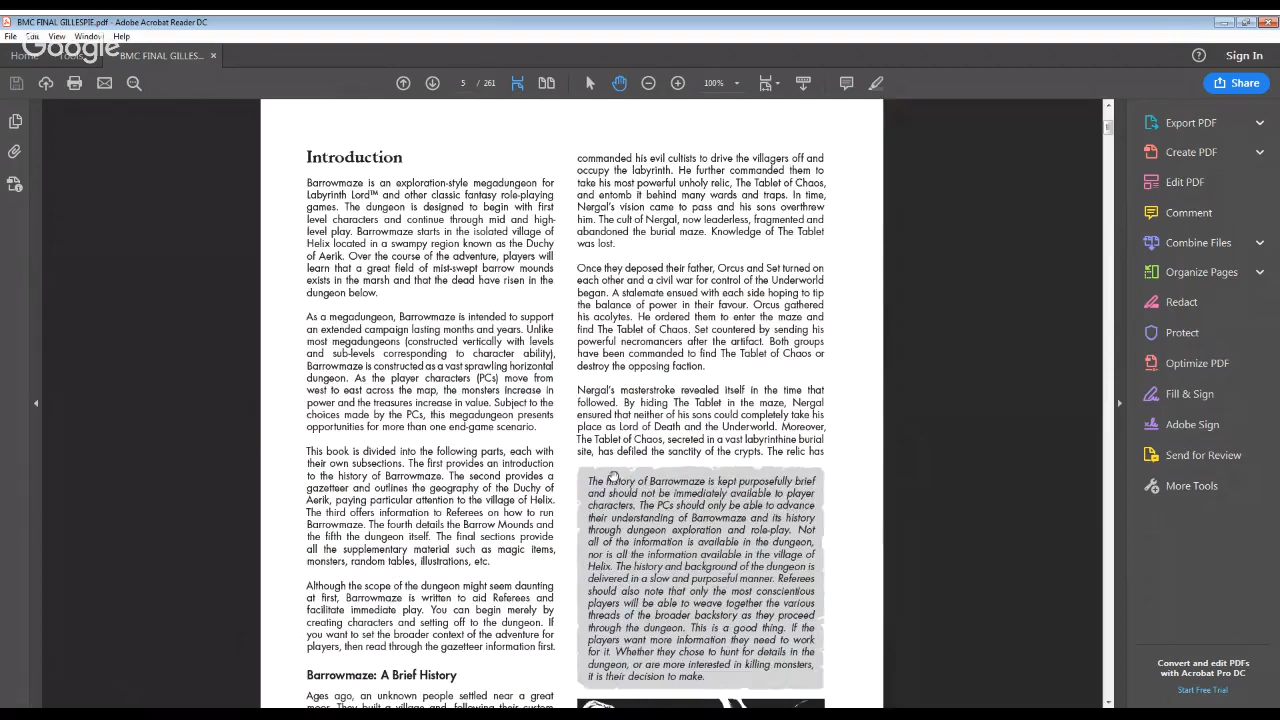 BMC FINAL GILLESPIE.pdf - Adobe Acrobat Reader DC
File Edit View Window Help
Google
Home Tools BMC FINAL GILLES... ×
Sign In
5 / 261
100%
Share
Introduction
Barrowmaze is an exploration-style megadungeon for
Labyrinth Lord™ and other classic fantasy role-playing
games. The dungeon is designed to begin with first
level characters and continue through mid and high-
level play. Barrowmaze starts in the isolated village of
Helix located in a swampy region known as the Duchy
of Aerik. Over the course of the adventure, players will
learn that a great field of mist-swept barrow mounds
exists in the marsh and that the dead have risen in the
dungeon below.
As a megadungeon, Barrowmaze is intended to support
an extended campaign lasting months and years. Unlike
most megadungeons (constructed vertically with levels
and sub-levels corresponding to character ability),
Barrowmaze is constructed as a vast sprawling horizontal
dungeon. As the player characters (PCs) move from
west to east across the map, the monsters increase in
power and the treasures increase in value. Subject to the
choices made by the PCs, this megadungeon presents
opportunities for more than one end-game scenario.
This book is divided into the following parts, each with
their own subsections. The first provides an introduction
to the history of Barrowmaze. The second provides a
gazetteer and outlines the geography of the Duchy of
Aerik, paying particular attention to the village of Helix.
The third offers information to Referees on how to run
Barrowmaze. The fourth details the Barrow Mounds and
the fifth the dungeon itself. The final sections provide
all the supplementary material such as magic items,
monsters, random tables, illustrations, etc.
Although the scope of the dungeon might seem daunting
at first, Barrowmaze is written to aid Referees and
facilitate immediate play. You can begin merely by
creating characters and setting off to the dungeon. If
you want to set the broader context of the adventure for
players, then read through the gazetteer information first.
Barrowmaze: A Brief History
Ages ago, an unknown people settled near a great
moor. They built a village and, following their custom
commanded his evil cultists to drive the villagers off and
occupy the labyrinth. He further commanded them to
take his most powerful unholy relic, The Tablet of Chaos,
and entomb it behind many wards and traps. In time,
Nergal's vision came to pass and his sons overthrew
him. The cult of Nergal, now leaderless, fragmented and
abandoned the burial maze. Knowledge of The Tablet
was lost.
Once they deposed their father, Orcus and Set turned on
each other and a civil war for control of the Underworld
began. A stalemate ensued with each side hoping to tip
the balance of power in their favour. Orcus gathered
his acolytes. He ordered them to enter the maze and
find The Tablet of Chaos. Set countered by sending his
powerful necromancers after the artifact. Both groups
have been commanded to find The Tablet of Chaos or
destroy the opposing faction.
Nergal's masterstroke revealed itself in the time that
followed. By hiding The Tablet in the maze, Nergal
ensured that neither of his sons could completely take his
place as Lord of Death and the Underworld. Moreover,
The Tablet of Chaos, secreted in a vast labyrinthine burial
site, has defiled the sanctity of the crypts. The relic has
The history of Barrowmaze is kept purposefully brief
and should not be immediately available to player
characters. The PCs should only be able to advance
their understanding of Barrowmaze and its history
through dungeon exploration and role-play. Not
all of the information is available in the dungeon,
nor is all the information available in the village of
Helix. The history and background of the dungeon is
delivered in a slow and purposeful manner. Referees
should also note that only the most conscientious
players will be able to weave together the various
threads of the broader backstory as they proceed
through the dungeon. This is a good thing. If the
players want more information they need to work
for it. Whether they chose to hunt for details in the
dungeon, or are more interested in killing monsters,
it is their decision to make.
Export PDF
Create PDF
Edit PDF
Comment
Combine Files
Organize Pages
Redact
Protect
Optimize PDF
Fill & Sign
Adobe Sign
Send for Review
More Tools
Convert and edit PDFs
with Acrobat Pro DC
Start Free Trial